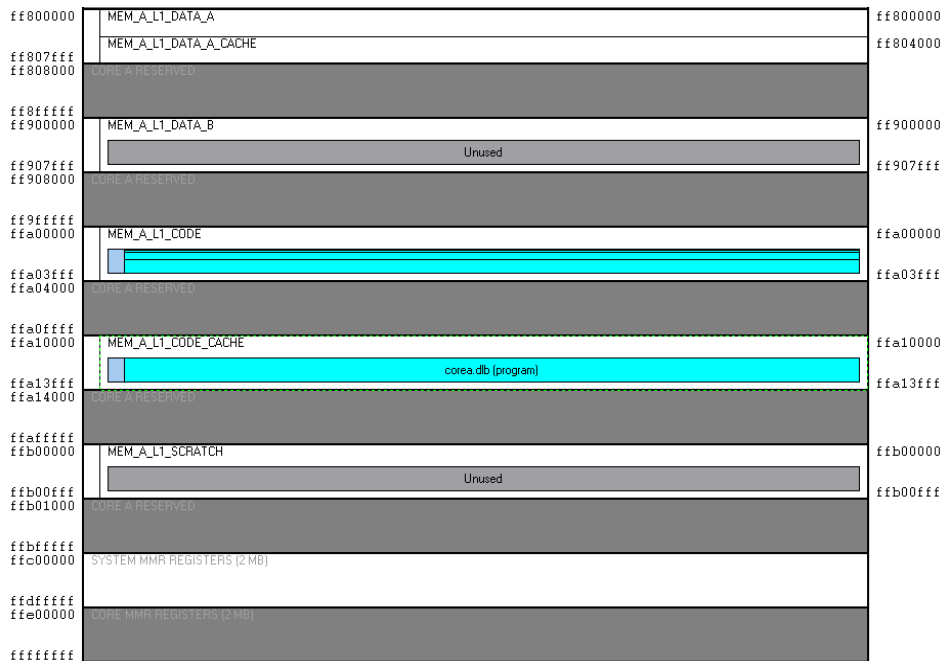 ff800000 MEM_A_L1_DATA_A ff800000
MEM_A_L1_DATA_A_CACHE ff804000
ff807fff
ff808000 CORE A RESERVED
ff8fffff
ff900000 MEM_A_L1_DATA_B ff900000
Unused
ff907fff ff907fff
ff908000 CORE A RESERVED
ff9fffff
ffa00000 MEM_A_L1_CODE ffa00000
ffa03fff ffa03fff
ffa04000 CORE A RESERVED
ffa0ffff
ffa10000 MEM_A_L1_CODE_CACHE ffa10000
corea.dlb (program)
ffa13fff ffa13fff
ffa14000 CORE A RESERVED
ffafffff
ffb00000 MEM_A_L1_SCRATCH ffb00000
Unused
ffb00fff ffb00fff
ffb01000 CORE A RESERVED
ffbfffff
ffc00000 SYSTEM MMR REGISTERS (2 MB)
ffdfffff
ffe00000 CORE MMR REGISTERS (2 MB)
ffffffff